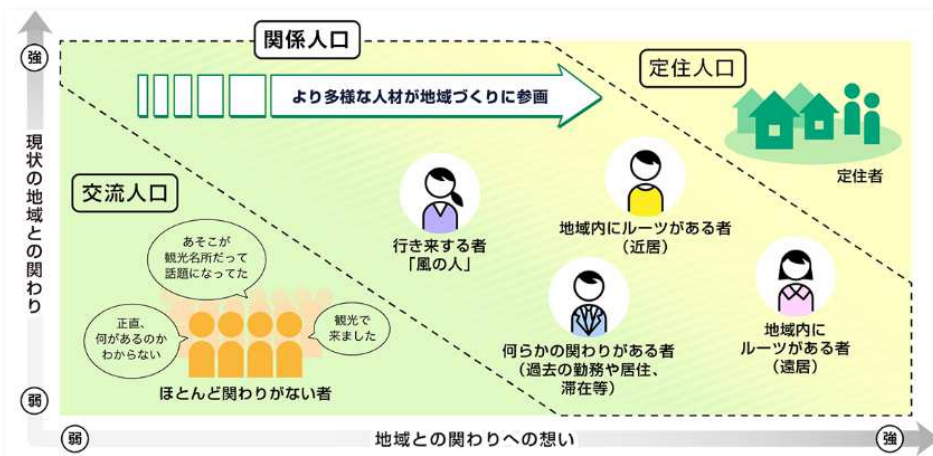 強
関係人口
より多様な人材が地域づくりに参画
定住人口
定住者
現状の地域との関わり
交流人口
あそこが
観光名所だって
話題になってた
正直、
何があるのか
わからない
観光で
来ました
ほとんど関わりがない者
行き来する者
「風の人」
地域内にルーツがある者
（近居）
何らかの関わりがある者
（過去の勤務や居住、
滞在等）
地域内に
ルーツがある者
（遠居）
弱
弱
地域との関わりへの想い
強